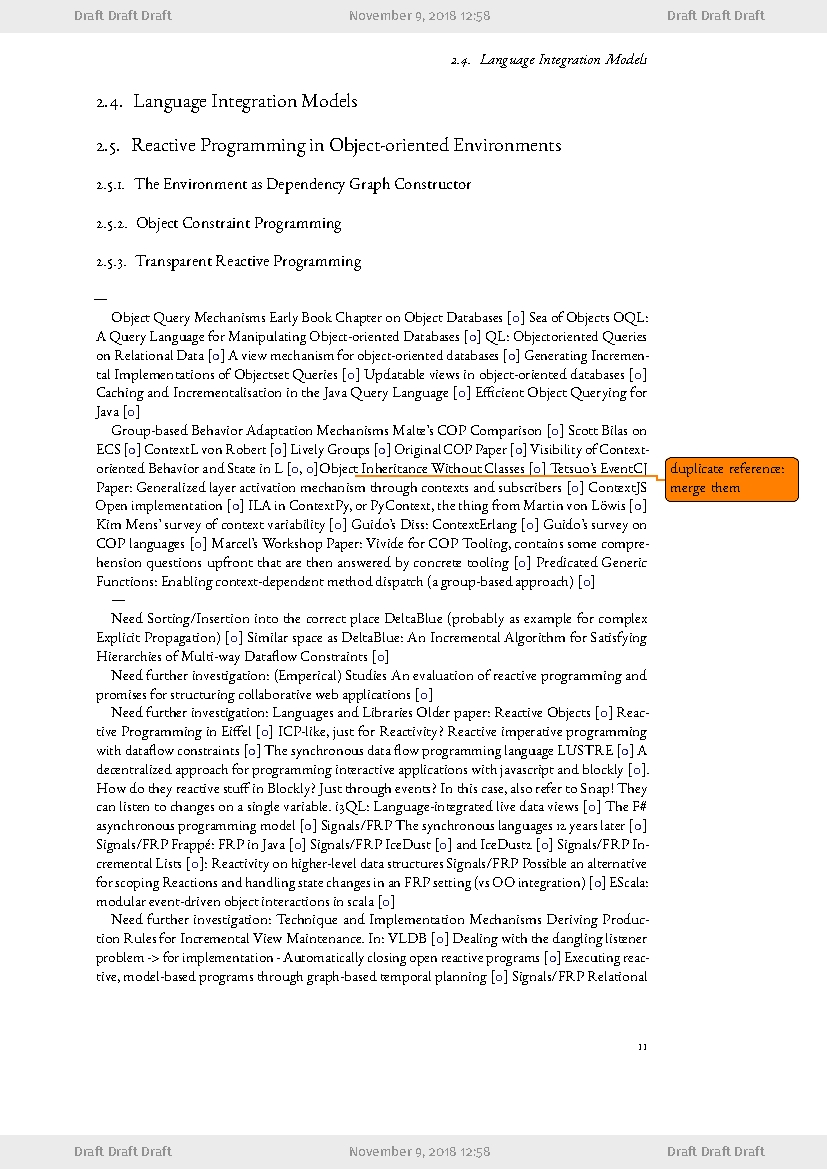 Draft Draft Draft November 9, 2018 12:58 Draft Draft Draft
2.4. Language Integration Models
2.4. Language Integration Models
2.5. Reactive Programming in Object-oriented Environments
2.5.1. The Environment as Dependency Graph Constructor
2.5.2. Object Constraint Programming
2.5.3. Transparent Reactive Programming
—
Object Query Mechanisms Early Book Chapter on Object Databases [0] Sea of Objects OQL:
A Query Language for Manipulating Object-oriented Databases [0] QL: Objectoriented Queries
on Relational Data [0] A view mechanism for object-oriented databases [0] Generating Incremen-
tal Implementations of Objectset Queries [0] Updatable views in object-oriented databases [0]
Caching and Incrementalisation in the Java Query Language [0] Efficient Object Querying for
Java [0]
Group-based Behavior Adaptation Mechanisms Malte's COP Comparison [0] Scott Bilas on
ECS [0] ContextL von Robert [0] Lively Groups [0] Original COP Paper [0] Visibility of Context-
oriented Behavior and State in L [0, 0]Object Inheritance Without Classes [0] Tetsuo's EventCJ
duplicate reference:
merge them
Paper: Generalized layer activation mechanism through contexts and subscribers [0] ContextJS
Open implementation [0] ILA in ContextPy, or PyContext, the thing from Martin von Löwis [0]
Kim Mens' survey of context variability [0] Guido's Diss: ContextErlang [0] Guido's survey on
COP languages [0] Marcel's Workshop Paper: Vivide for COP Tooling, contains some compre-
hension questions upfront that are then answered by concrete tooling [0] Predicated Generic
Functions: Enabling context-dependent method dispatch (a group-based approach) [0]
—
Need Sorting/Insertion into the correct place DeltaBlue (probably as example for complex
Explicit Propagation) [0] Similar space as DeltaBlue: An Incremental Algorithm for Satisfying
Hierarchies of Multi-way Dataflow Constraints [0]
Need further investigation: (Emperical) Studies An evaluation of reactive programming and
promises for structuring collaborative web applications [0]
Need further investigation: Languages and Libraries Older paper: Reactive Objects [0] Reac-
tive Programming in Eiffel [0] ICP-like, just for Reactivity? Reactive imperative programming
with dataflow constraints [0] The synchronous data flow programming language LUSTRE [0] A
decentralized approach for programming interactive applications with javascript and blockly [0].
How do they reactive stuff in Blockly? Just through events? In this case, also refer to Snap! They
can listen to changes on a single variable. i3QL: Language-integrated live data views [0] The F#
asynchronous programming model [0] Signals/FRP The synchronous languages 12 years later [0]
Signals/FRP Frappé: FRP in Java [0] Signals/FRP IceDust [0] and IceDust2 [0] Signals/FRP In-
cremental Lists [0]: Reactivity on higher-level data structures Signals/FRP Possible an alternative
for scoping Reactions and handling state changes in an FRP setting (vs OO integration) [0] EScala:
modular event-driven object interactions in scala [0]
Need further investigation: Technique and Implementation Mechanisms Deriving Produc-
tion Rules for Incremental View Maintenance. In: VLDB [0] Dealing with the dangling listener
problem -> for implementation - Automatically closing open reactive programs [0] Executing reac-
tive, model-based programs through graph-based temporal planning [0] Signals/FRP Relational
11
Draft Draft Draft November 9, 2018 12:58 Draft Draft Draft